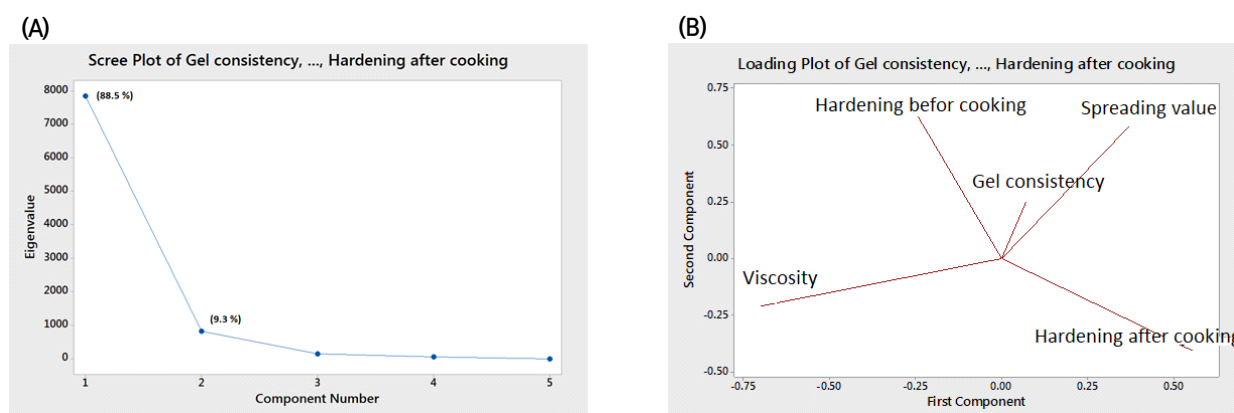 (A)
Scree Plot of Gel consistency, ..., Hardening after cooking
8000
7000
6000
5000
4000
3000
2000
1000
0
(88.5 %)
(9.3 %)
Eigenvalue
1 2 3 4 5
Component Number
(B)
Loading Plot of Gel consistency, ..., Hardening after cooking
0.75
0.50
0.25
0.00
-0.25
-0.50
Second Component
Hardening befor cooking
Spreading value
Gel consistency
Viscosity
Hardening after cooking
-0.75 -0.50 -0.25 0.00 0.25 0.50
First Component